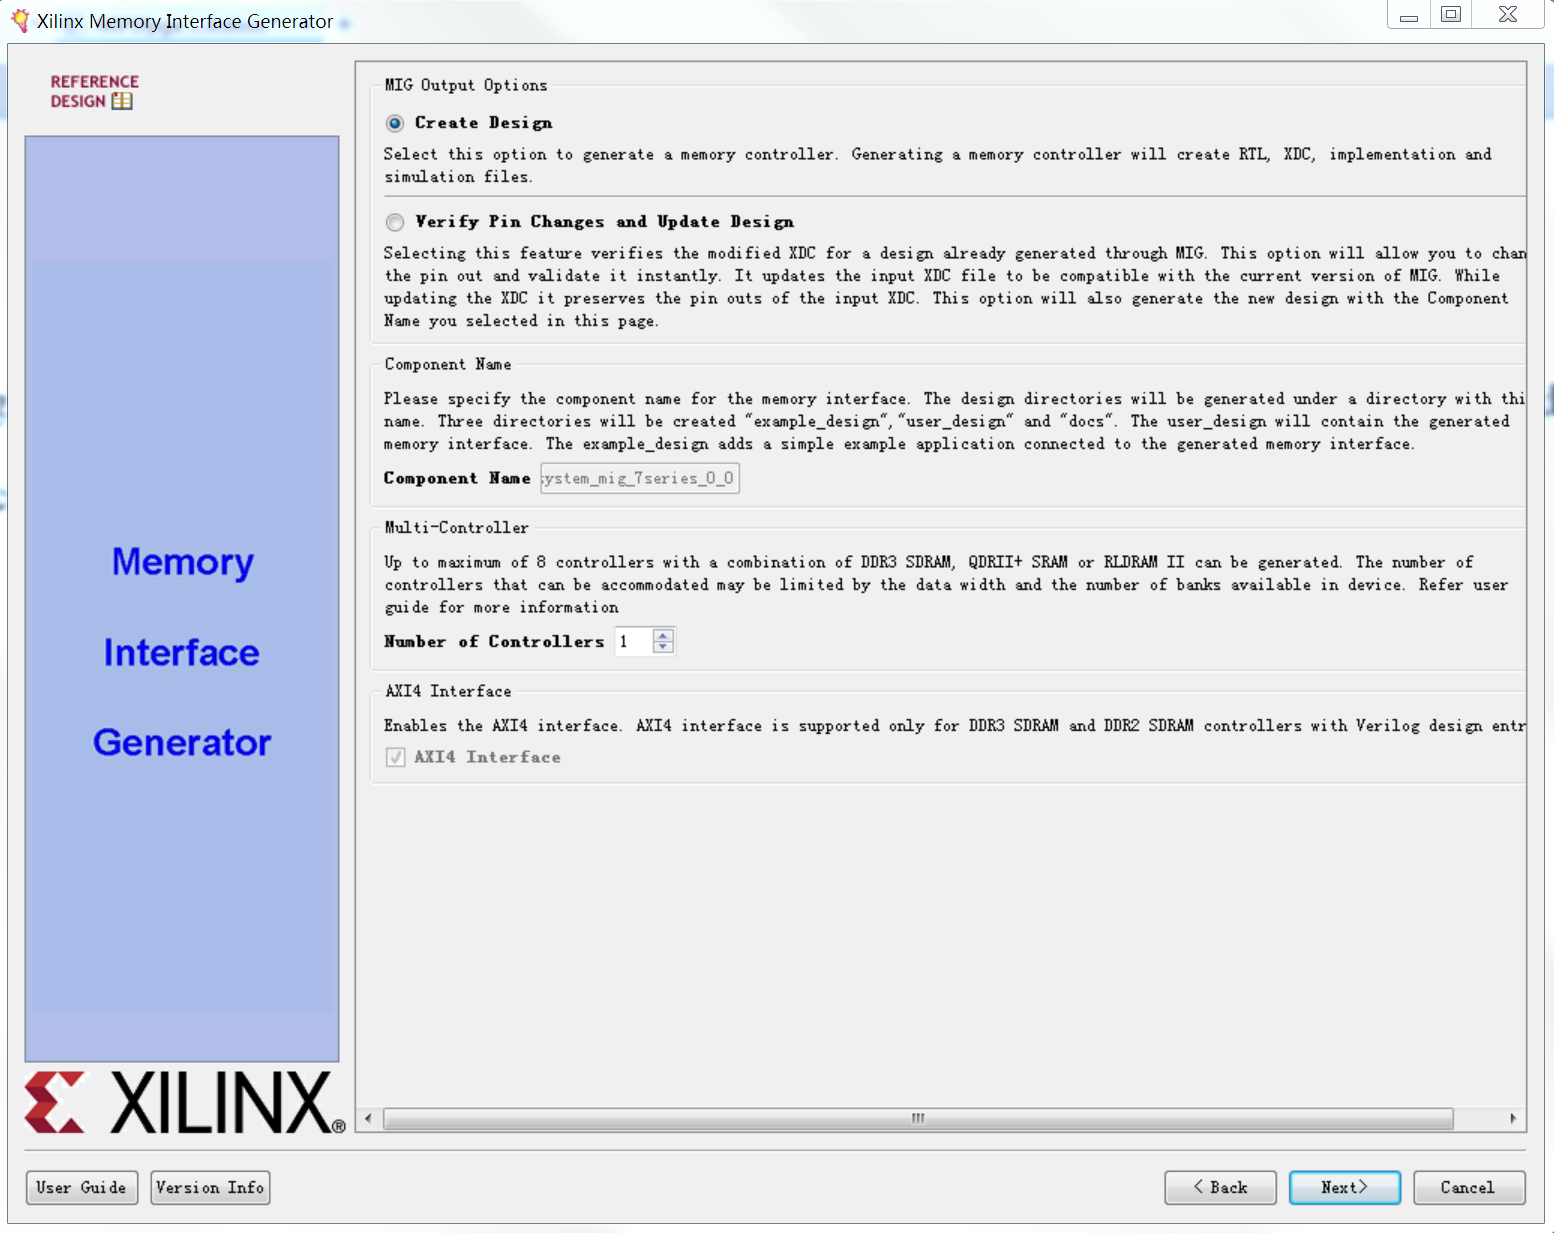 Xilinx Memory Interface Generator
REFERENCE
DESIGN
Memory
Interface
Generator
XILINX®
MIG Output Options
Create Design
Select this option to generate a memory controller. Generating a memory controller will create RTL, XDC, implementation and
simulation files.
Verify Pin Changes and Update Design
Selecting this feature verifies the modified XDC for a design already generated through MIG. This option will allow you to chan
the pin out and validate it instantly. It updates the input XDC file to be compatible with the current version of MIG. While
updating the XDC it preserves the pin outs of the input XDC. This option will also generate the new design with the Component
Name you selected in this page.
Component Name
Please specify the component name for the memory interface. The design directories will be generated under a directory with thi
name. Three directories will be created "example_design","user_design" and "docs". The user_design will contain the generated
memory interface. The example_design adds a simple example application connected to the generated memory interface.
Component Name ystem_mig_7series_0_0
Multi-Controller
Up to maximum of 8 controllers with a combination of DDR3 SDRAM, QDRII+ SRAM or RLDRAM II can be generated. The number of
controllers that can be accommodated may be limited by the data width and the number of banks available in device. Refer user
guide for more information
Number of Controllers 1
AXI4 Interface
Enables the AXI4 interface. AXI4 interface is supported only for DDR3 SDRAM and DDR2 SDRAM controllers with Verilog design entr
AXI4 Interface
User Guide Version Info < Back Next> Cancel